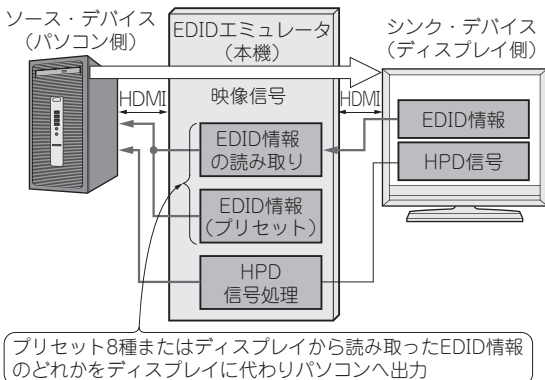 ソース・デバイス
（パソコン側）
EDIDエミュレータ
（本機）
シンク・デバイス
（ディスプレイ側）
HDMI
映像信号
HDMI
EDID情報
の読み取り
EDID情報
（プリセット）
HPD
信号処理
EDID情報
HPD信号
プリセット8種またはディスプレイから読み取ったEDID情報
のどれかをディスプレイに代わりパソコンへ出力